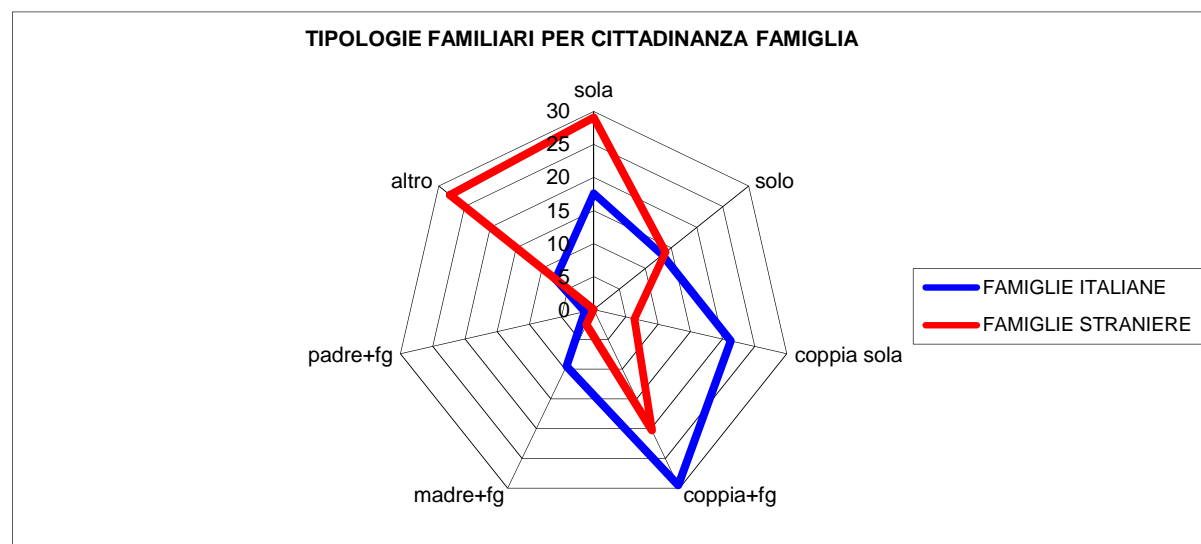 TIPOLOGIE FAMILIARI PER CITTADINANZA FAMIGLIA
sola
30
25
20
15
10
5
0
solo
coppia sola
coppia+fg
madre+fg
padre+fg
altro
FAMIGLIE ITALIANE
FAMIGLIE STRANIERE